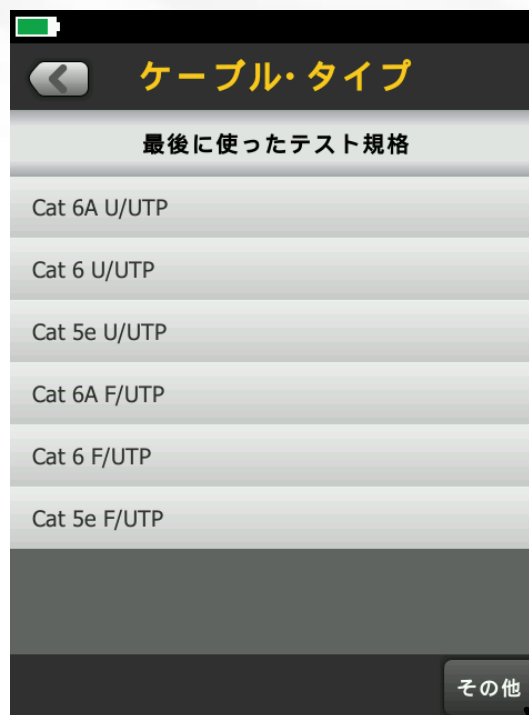 ケーブル・タイプ
最後に使ったテスト規格
Cat 6A U/UTP
Cat 6 U/UTP
Cat 5e U/UTP
Cat 6A F/UTP
Cat 6 F/UTP
Cat 5e F/UTP
その他